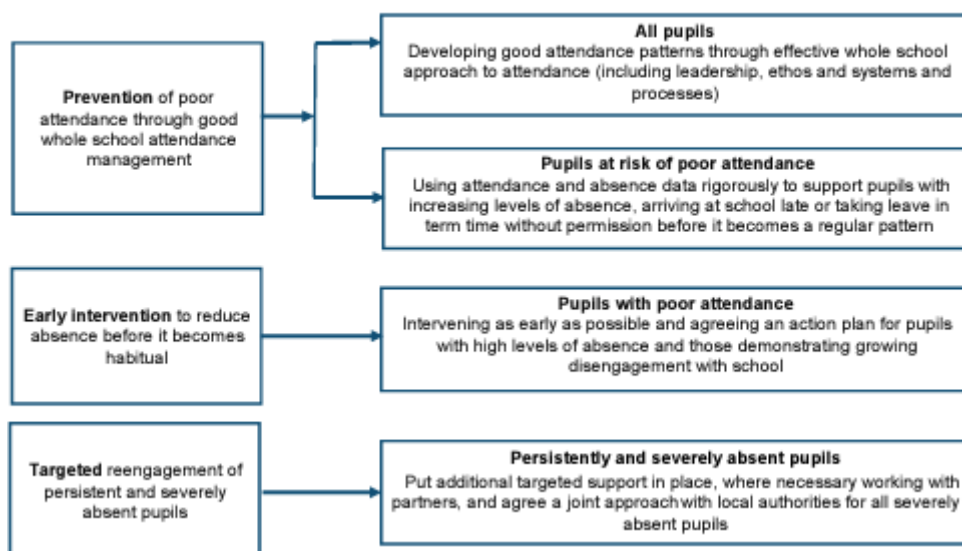 Prevention of poor
attendance through good
whole school attendance
management
All pupils
Developing good attendance patterns through effective whole school
approach to attendance (including leadership, ethos and systems and
processes)
Pupils at risk of poor attendance
Using attendance and absence data rigorously to support pupils with
increasing levels of absence, arriving at school late or taking leave in
term time without permission before it becomes a regular pattern
Early intervention to reduce
absence before it becomes
habitual
Pupils with poor attendance
Intervening as early as possible and agreeing an action plan for pupils
with high levels of absence and those demonstrating growing
disengagement with school
Targeted reengagement of
persistent and severely
absent pupils
Persistently and severely absent pupils
Put additional targeted support in place, where necessary working with
partners, and agree a joint approach with local authorities for all severely
absent pupils